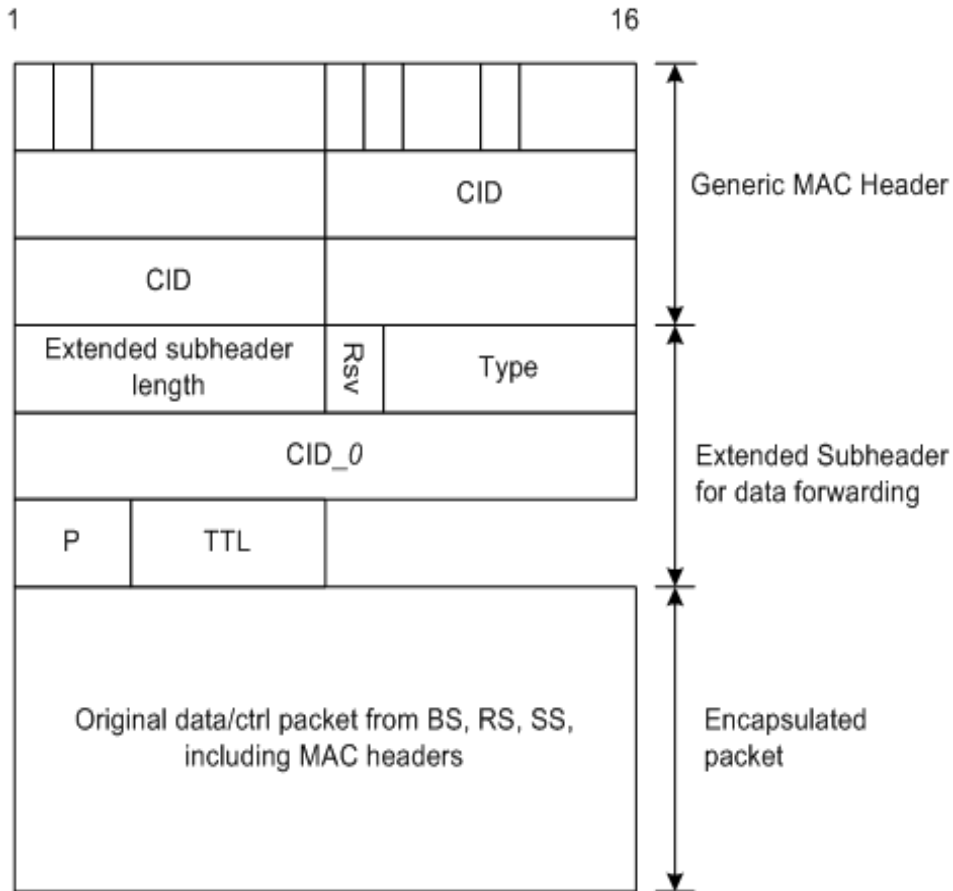 1
16
CID
Generic MAC Header
CID
Extended subheader
length
Rsv
Type
CID_0
Extended Subheader
for data forwarding
P
TTL
Original data/ctrl packet from BS, RS, SS,
including MAC headers
Encapsulated
packet